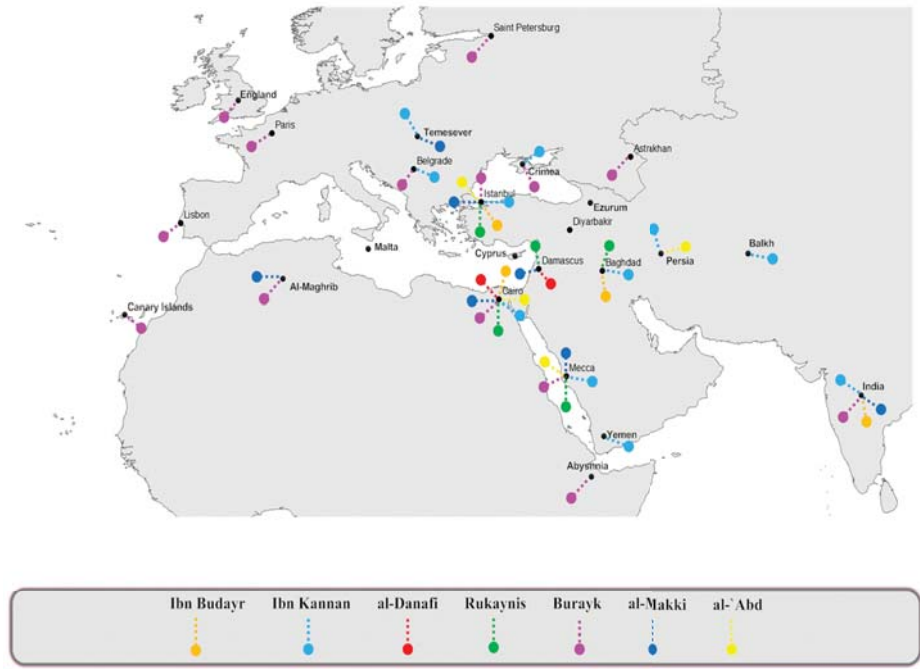 Saint Petersburg
England
Paris
Temesever
Astrakhan
Belgrade
Crimea
Istanbul
Ezurum
Lisbon
Diyarbakir
Malta
Cyprus
Damascus
Baghdad
Persia
Balkh
Al-Maghrib
Cairo
Canary Islands
Mecca
India
Yemen
Abysinia
Ibn Budayr Ibn Kannan al-Danafi Rukaynis Burayk al-Makki al-`Abd